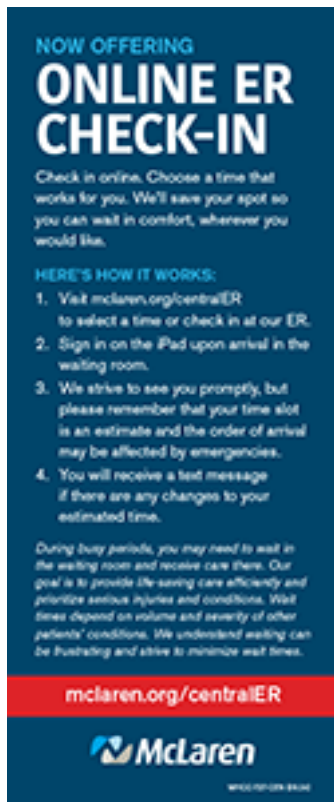 NOW OFFERING
ONLINE ER
CHECK-IN
Check in online. Choose a time that
works for you. We'll save your spot so
you can wait in comfort, wherever you
would like.
HERE'S HOW IT WORKS:
1. Visit mclaren.org/centralER
to select a time or check in at our ER.
2. Sign in on the iPad upon arrival in the
waiting room.
3. We strive to see you promptly, but
please remember that your time slot
is an estimate and the order of arrival
may be affected by emergencies.
4. You will receive a text message
if there are any changes to your
estimated time.
During busy periods, you may need to wait in
the waiting room and receive care there. Our
goal is to provide life-saving care efficiently and
prioritize serious injuries and conditions. Wait
times depend on volume and severity of other
patients' conditions. We understand waiting can
be frustrating and strive to minimize wait times.
mclaren.org/centralER
McLaren